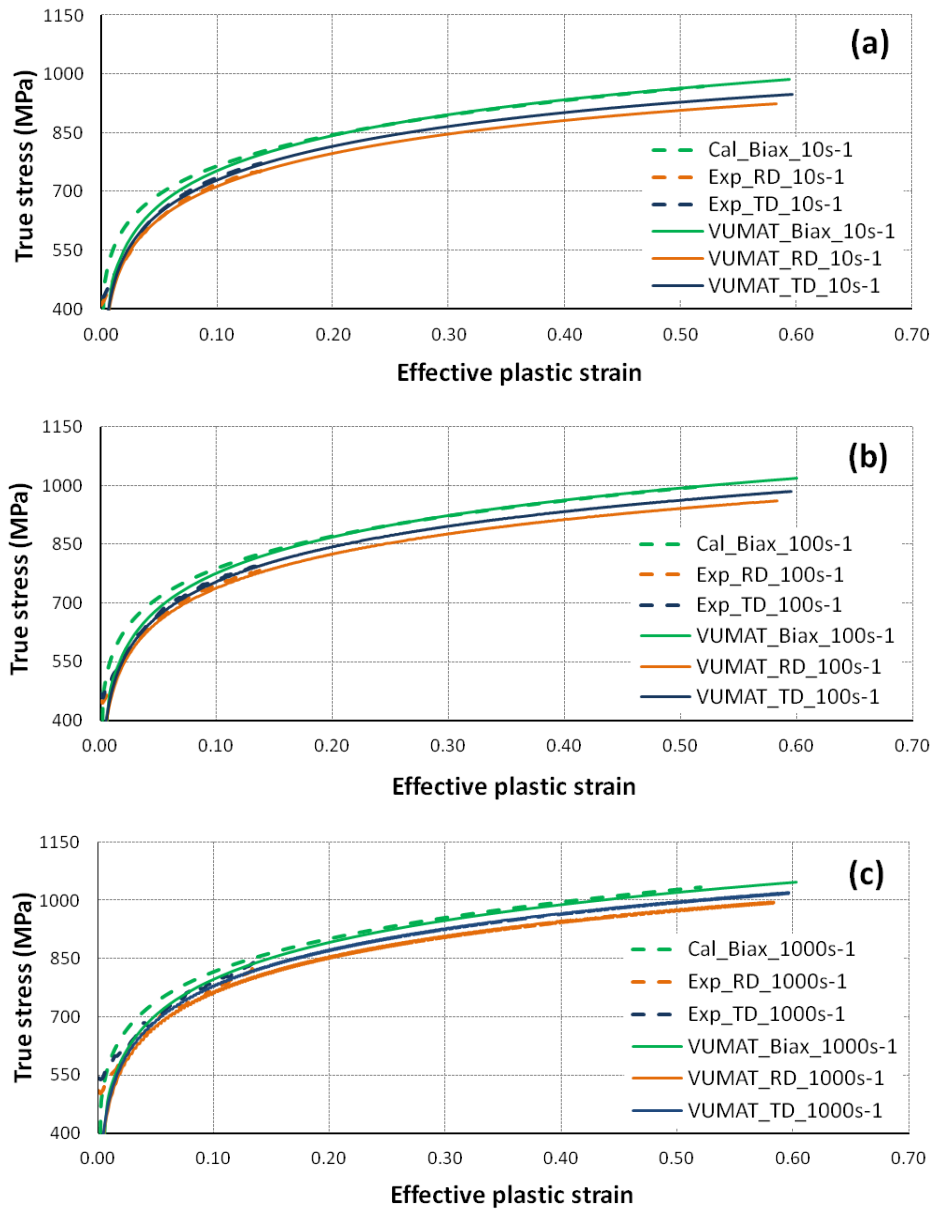 1150
(a)
1000
850
700
550
400
True stress (MPa)
Cal_Biax_10s-1
Exp_RD_10s-1
Exp_TD_10s-1
VUMAT_Biax_10s-1
VUMAT_RD_10s-1
VUMAT_TD_10s-1
0.00 0.10 0.20 0.30 0.40 0.50 0.60 0.70
Effective plastic strain
1150
(b)
1000
850
700
550
400
True stress (MPa)
Cal_Biax_100s-1
Exp_RD_100s-1
Exp_TD_100s-1
VUMAT_Biax_100s-1
VUMAT_RD_100s-1
VUMAT_TD_100s-1
0.00 0.10 0.20 0.30 0.40 0.50 0.60 0.70
Effective plastic strain
1150
(c)
1000
850
700
550
400
True stress (MPa)
Cal_Biax_1000s-1
Exp_RD_1000s-1
Exp_TD_1000s-1
VUMAT_Biax_1000s-1
VUMAT_RD_1000s-1
VUMAT_TD_1000s-1
0.00 0.10 0.20 0.30 0.40 0.50 0.60 0.70
Effective plastic strain